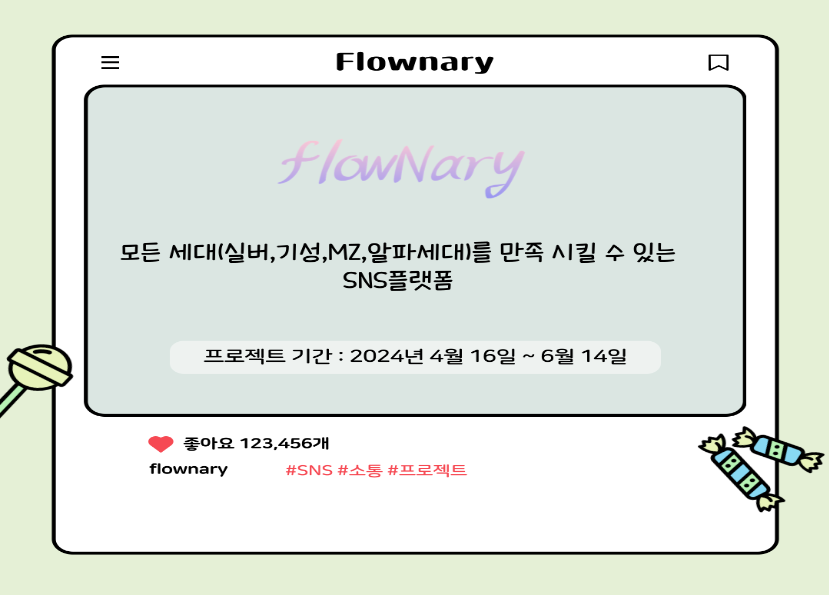 Flownary
flowNary
모든 세대(실버,기성,MZ,알파세대)를 만족 시킬 수 있는
SNS플랫폼
프로젝트 기간 : 2024년 4월 16일 ~ 6월 14일
좋아요 123,456개
flownary #SNS #소통 #프로젝트